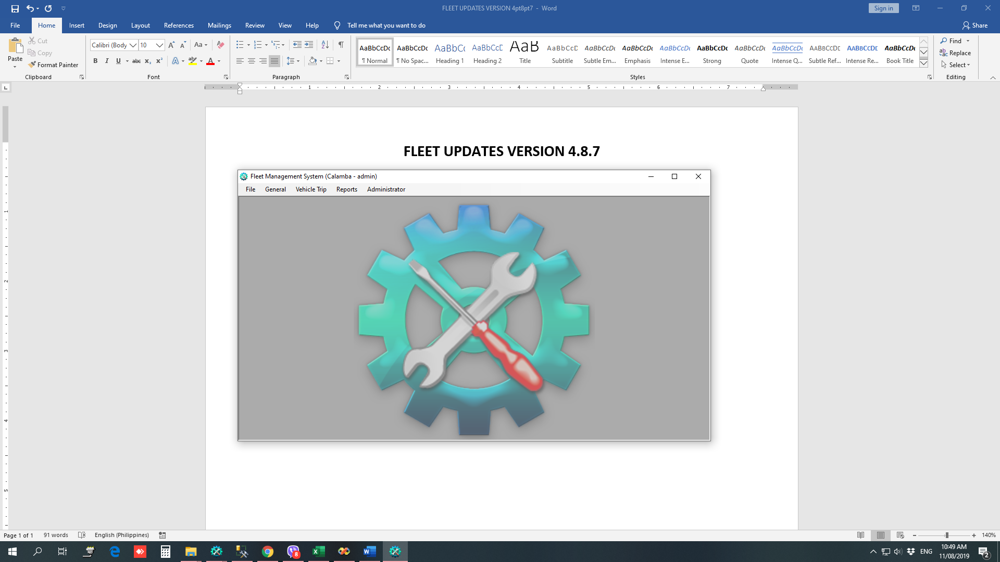 FLEET UPDATES VERSION 4pt8pt7 - Word
Sign in
File Home Insert Design Layout References Mailings Review View Help Tell me what you want to do Share
Paste
Cut
Copy
Format Painter
Clipboard
Calibri (Body 10
Font
Paragraph
AaBbCcDc AaBbCcDc AaBbCc AaBbCcD AaB AaBbCcD AaBbCcDc AaBbCcDc AaBbCcDc AaBbCcDc AaBbCcDc AaBbCcDc AABBCCDE AABBCCDE AaBbCcDc
¶ Normal ¶ No Spac... Heading 1 Heading 2 Title Subtitle Subtle Em... Emphasis Intense E... Strong Quote Intense Q... Subtle Ref... Intense Re... Book Title
Styles
Find
Replace
Select
Editing
1 2 3 4 5 6 7
1
2
3
4
5
FLEET UPDATES VERSION 4.8.7
Fleet Management System (Calamba - admin)
File General Vehicle Trip Reports Administrator
Page 1 of 1 91 words English (Philippines) 140%
8
ENG
10:49 AM
11/08/2019
2